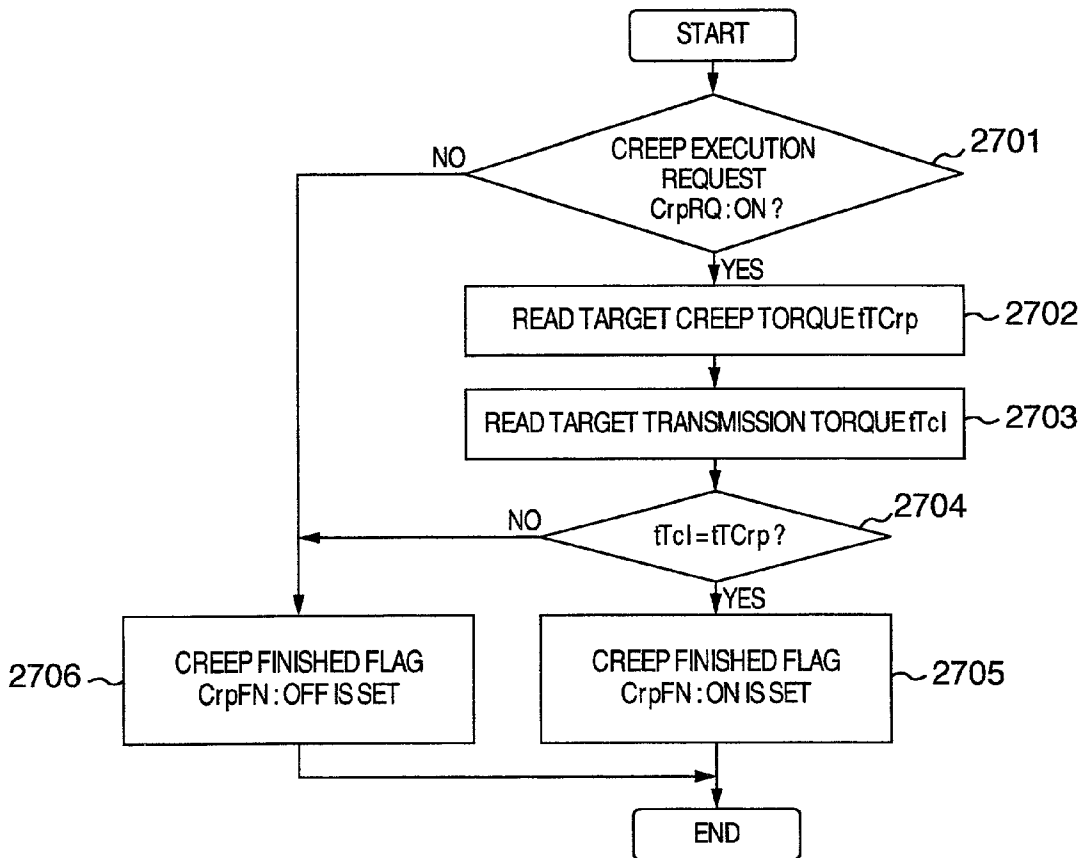 START
CREEP EXECUTION
REQUEST
CrpRQ : ON ?
2701
NO
YES
READ TARGET CREEP TORQUE tTCrp
2702
READ TARGET TRANSMISSION TORQUE tTcl
2703
tTcl = tTCrp ?
2704
NO
YES
CREEP FINISHED FLAG
CrpFN : OFF IS SET
2706
CREEP FINISHED FLAG
CrpFN : ON IS SET
2705
END